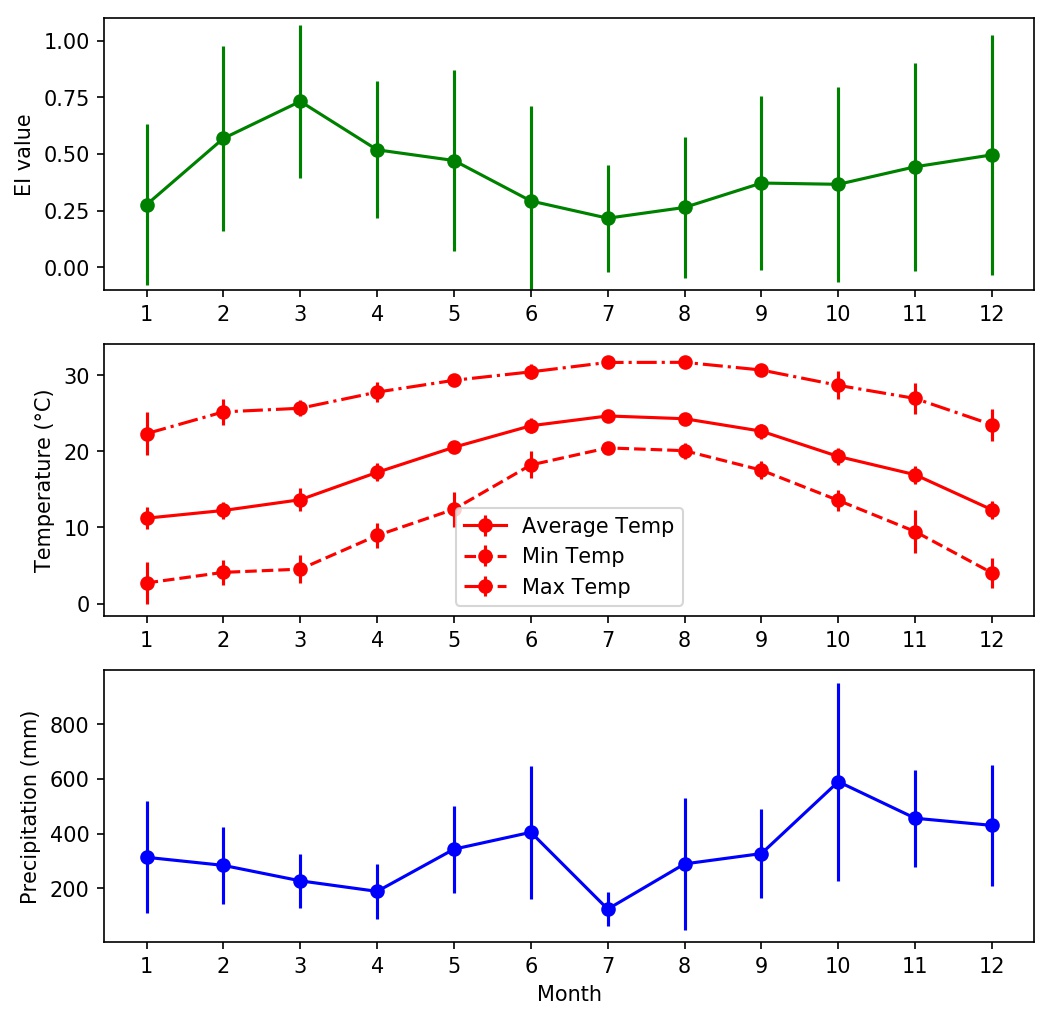 EI value
1.00
0.75
0.50
0.25
0.00
1 2 3 4 5 6 7 8 9 10 11 12
Temperature (°C)
30
20
10
0
Average Temp
Min Temp
Max Temp
1 2 3 4 5 6 7 8 9 10 11 12
Precipitation (mm)
800
600
400
200
1 2 3 4 5 6 7 8 9 10 11 12
Month